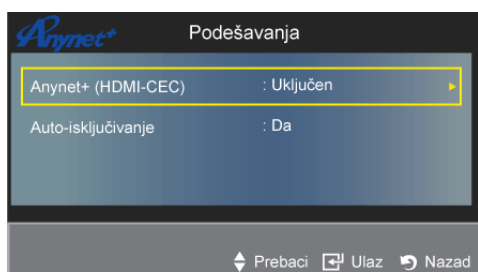 Anynet+ Podešavanja
Anynet+ (HDMI-CEC) : Uključen
Auto-isključivanje : Da
Prebaci Ulaz Nazad